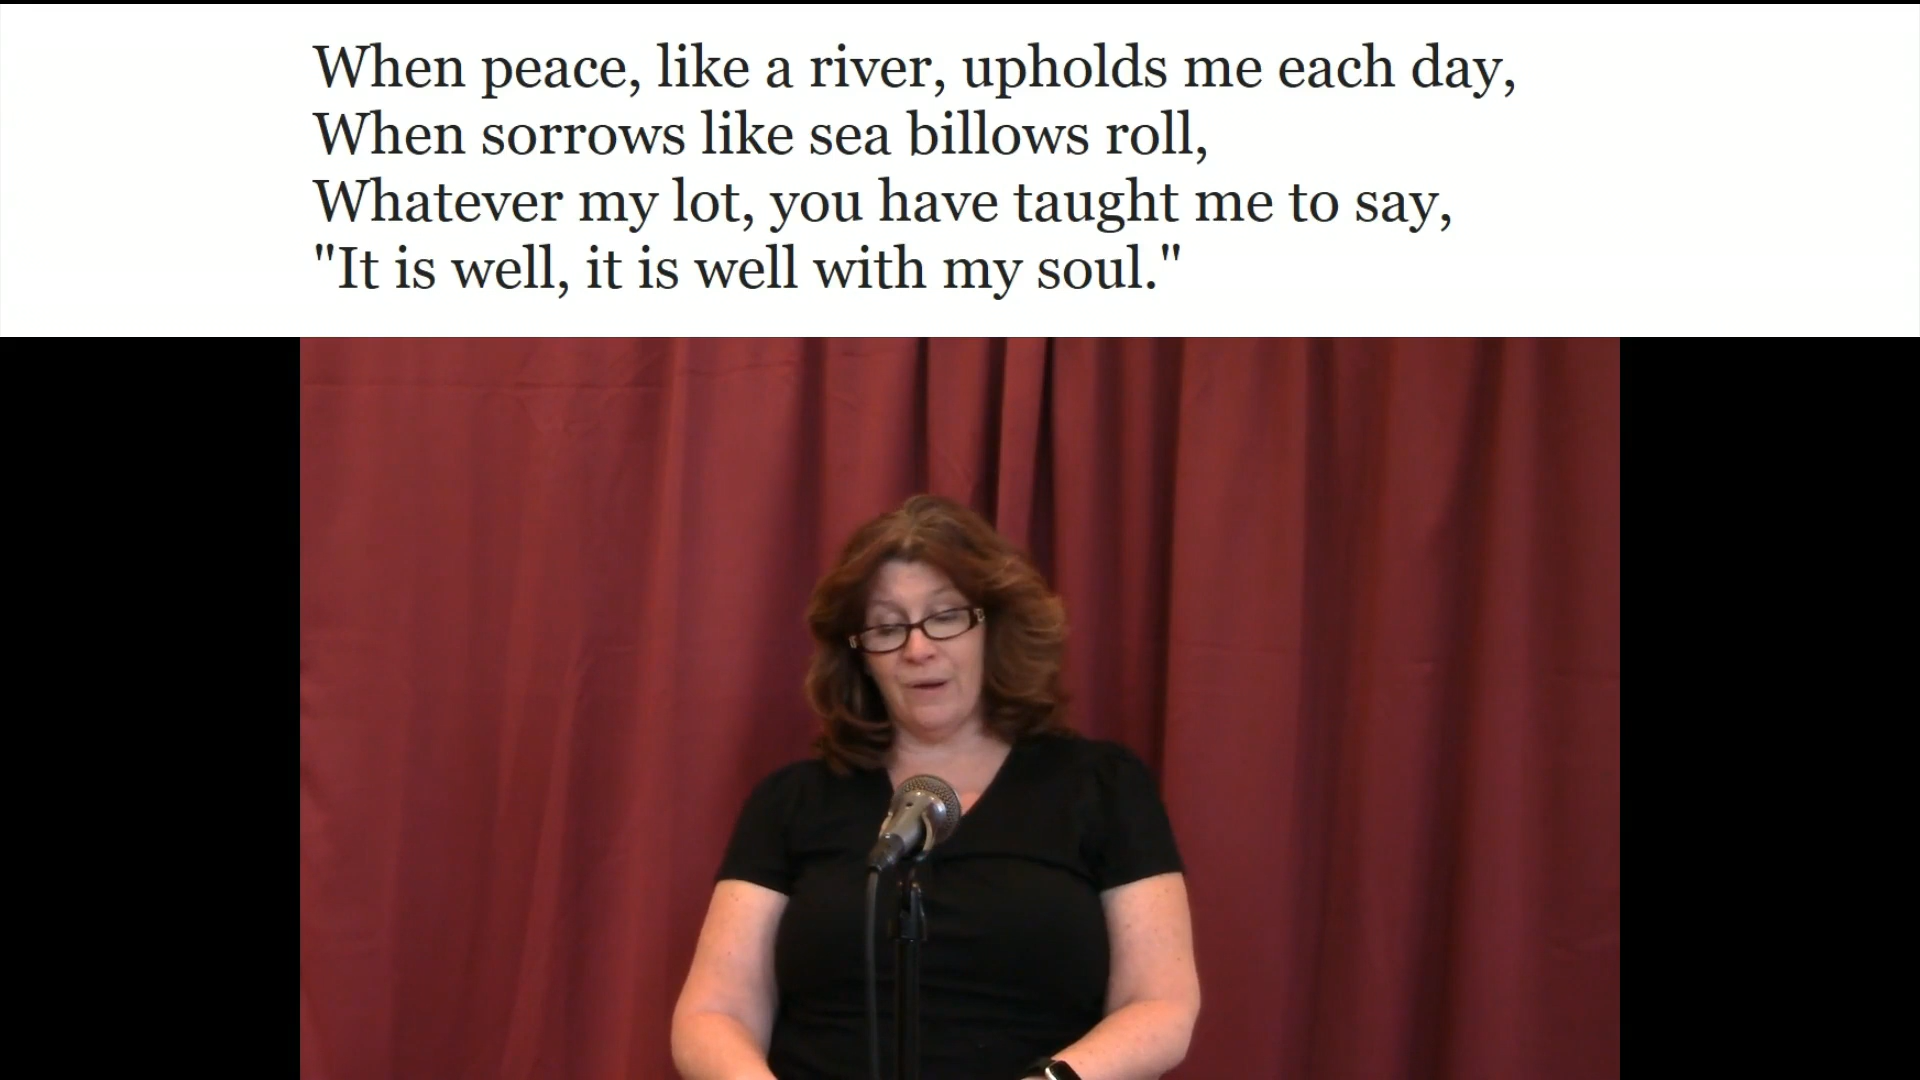 When peace, like a river, upholds me each day,
When sorrows like sea billows roll,
Whatever my lot, you have taught me to say,
"It is well, it is well with my soul."